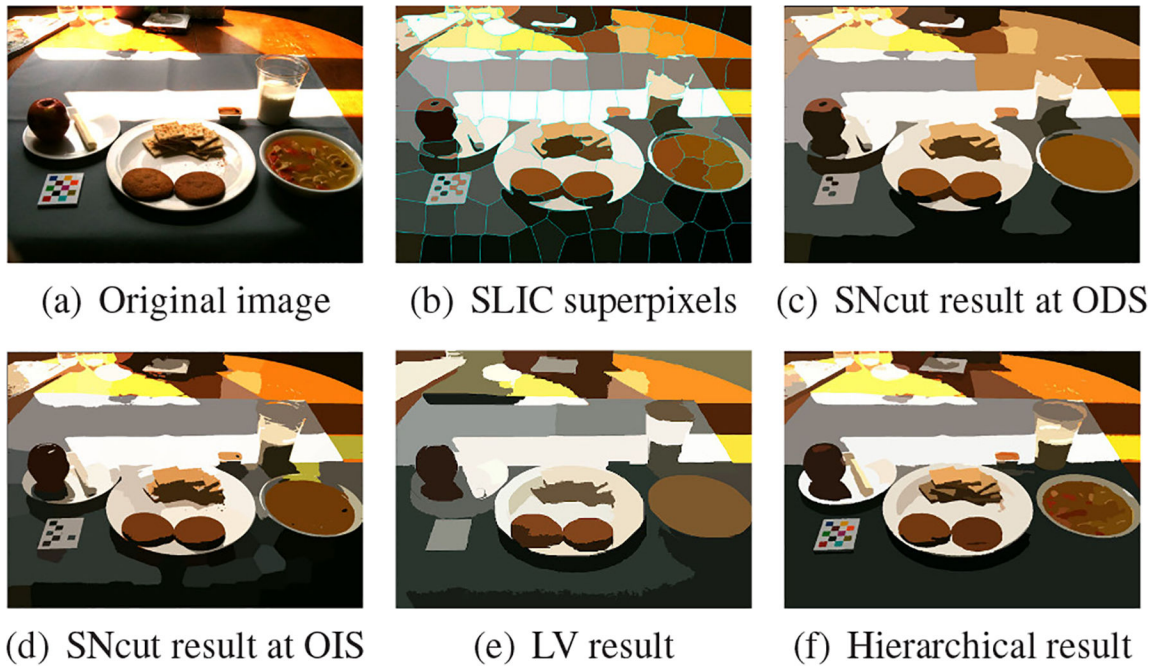 (a) Original image
(b) SLIC superpixels
(c) SNcut result at ODS
(d) SNcut result at OIS
(e) LV result
(f) Hierarchical result